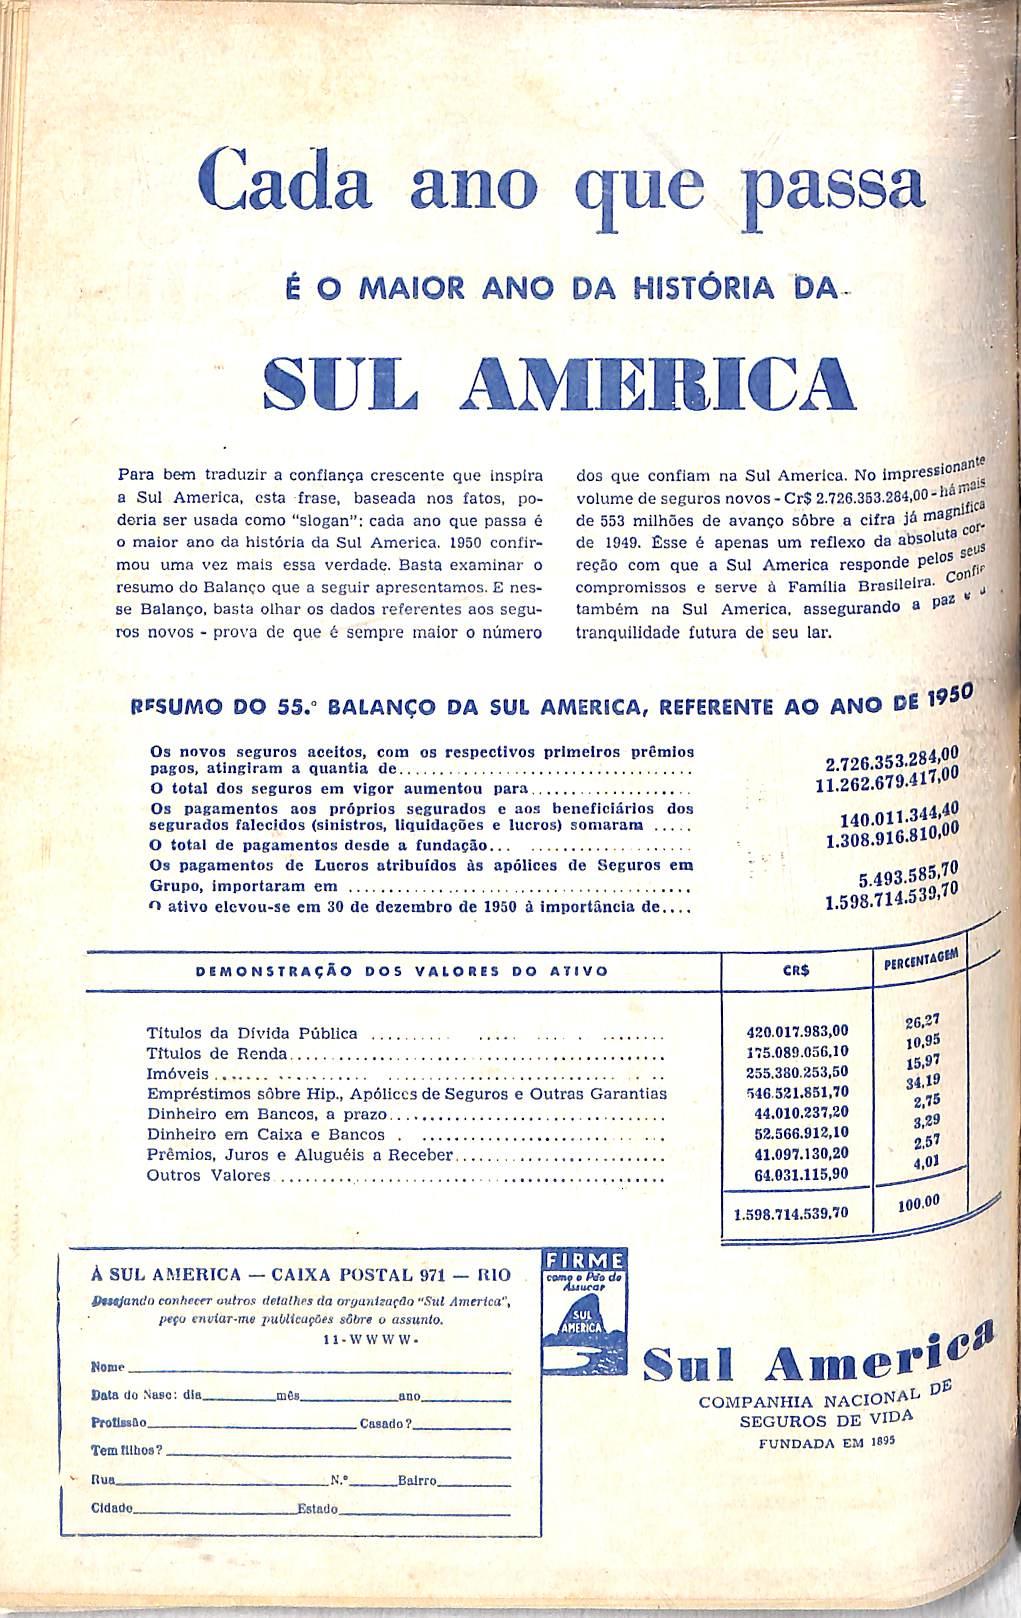 Cada ano que passa
É O MAIOR ANO DA HISTÓRIA DA
SUL AMERICA
Para bem traduzir a confiança crescente que inspira
a Sul America, esta frase, baseada nos fatos, po-
deria ser usada como "slogan": cada ano que passa é
o maior ano da história da Sul America. 1950 confir-
mou uma vez mais essa verdade. Basta examinar o
resumo do Balanço que a seguir apresentamos. E nes-
se Balanço, basta olhar os dados referentes aos segu-
ros novos - prova de que é sempre maior o número
dos que confiam na Sul America. No impressionante
volume de seguros novos - Cr$ 2.726.353.284,00 - há mais
de 553 milhões de avanço sôbre a cifra já magnifica
de 1949. Êsse é apenas um reflexo da absoluta cor-
reção com que a Sul America responde pelos seus
compromissos e serve à Família Brasileira. Confie
também na Sul America, assegurando a paz e a
tranquilidade futura de seu lar.
RESUMO DO 55.° BALANÇO DA SUL AMERICA, REFERENTE AO ANO DE 1950
Os novos seguros aceitos, com os respectivos primeiros prêmios
pagos, atingiram a quantia de.................................... 2.726.353.284,00
O total dos seguros em vigor aumentou para.................... 11.262.679.417,00
Os pagamentos aos próprios segurados e aos beneficiários dos
segurados falecidos (sinistros, liquidações e lucros) somaram ..... 140.011.344,40
O total de pagamentos desde a fundação... .................... 1.308.916.810,00
Os pagamentos de Lucros atribuídos às apólices de Seguros em
Grupo, importaram em .......................................... 5.493.585,70
O ativo elevou-se em 30 de dezembro de 1950 à importância de.... 1.598.714.539,70
DEMONSTRAÇÃO DOS VALORES DO ATIVO CR$ PERCENTAGEM
Títulos da Dívida Pública .......... ..... . ........ 420.017.983,00 26,27
Títulos de Renda.............................................. 175.089.056,10 10,95
Imóveis........................................................ 255.380.253,50 15,97
Empréstimos sôbre Hip., Apólices de Seguros e Outras Garantias 546.521.851,70 34,19
Dinheiro em Bancos, a prazo.................................. 44.010.237,20 2,75
Dinheiro em Caixa e Bancos . .............................. 52.566.912,10 3,29
Prêmios, Juros e Aluguéis a Receber.......................... 41.097.130,20 2,57
Outros Valores................................................ 64.031.115,90 4,01
1.598.714.539,70 100,00
À SUL AMERICA — CAIXA POSTAL 971 — RIO
Desejando conhecer outros detalhes da organização "Sul America",
peço enviar-me publicações sôbre o assunto.
11-WWWW-
Nome
Data do Nasc: dia mês ano
Profissão Casado?
Tem filhos?
Rua N.° Bairro
Cidade Estado
FIRME
como o Pão de
Assucar
SUL
AMERICA
Sul America
COMPANHIA NACIONAL DE
SEGUROS DE VIDA
FUNDADA EM 1895